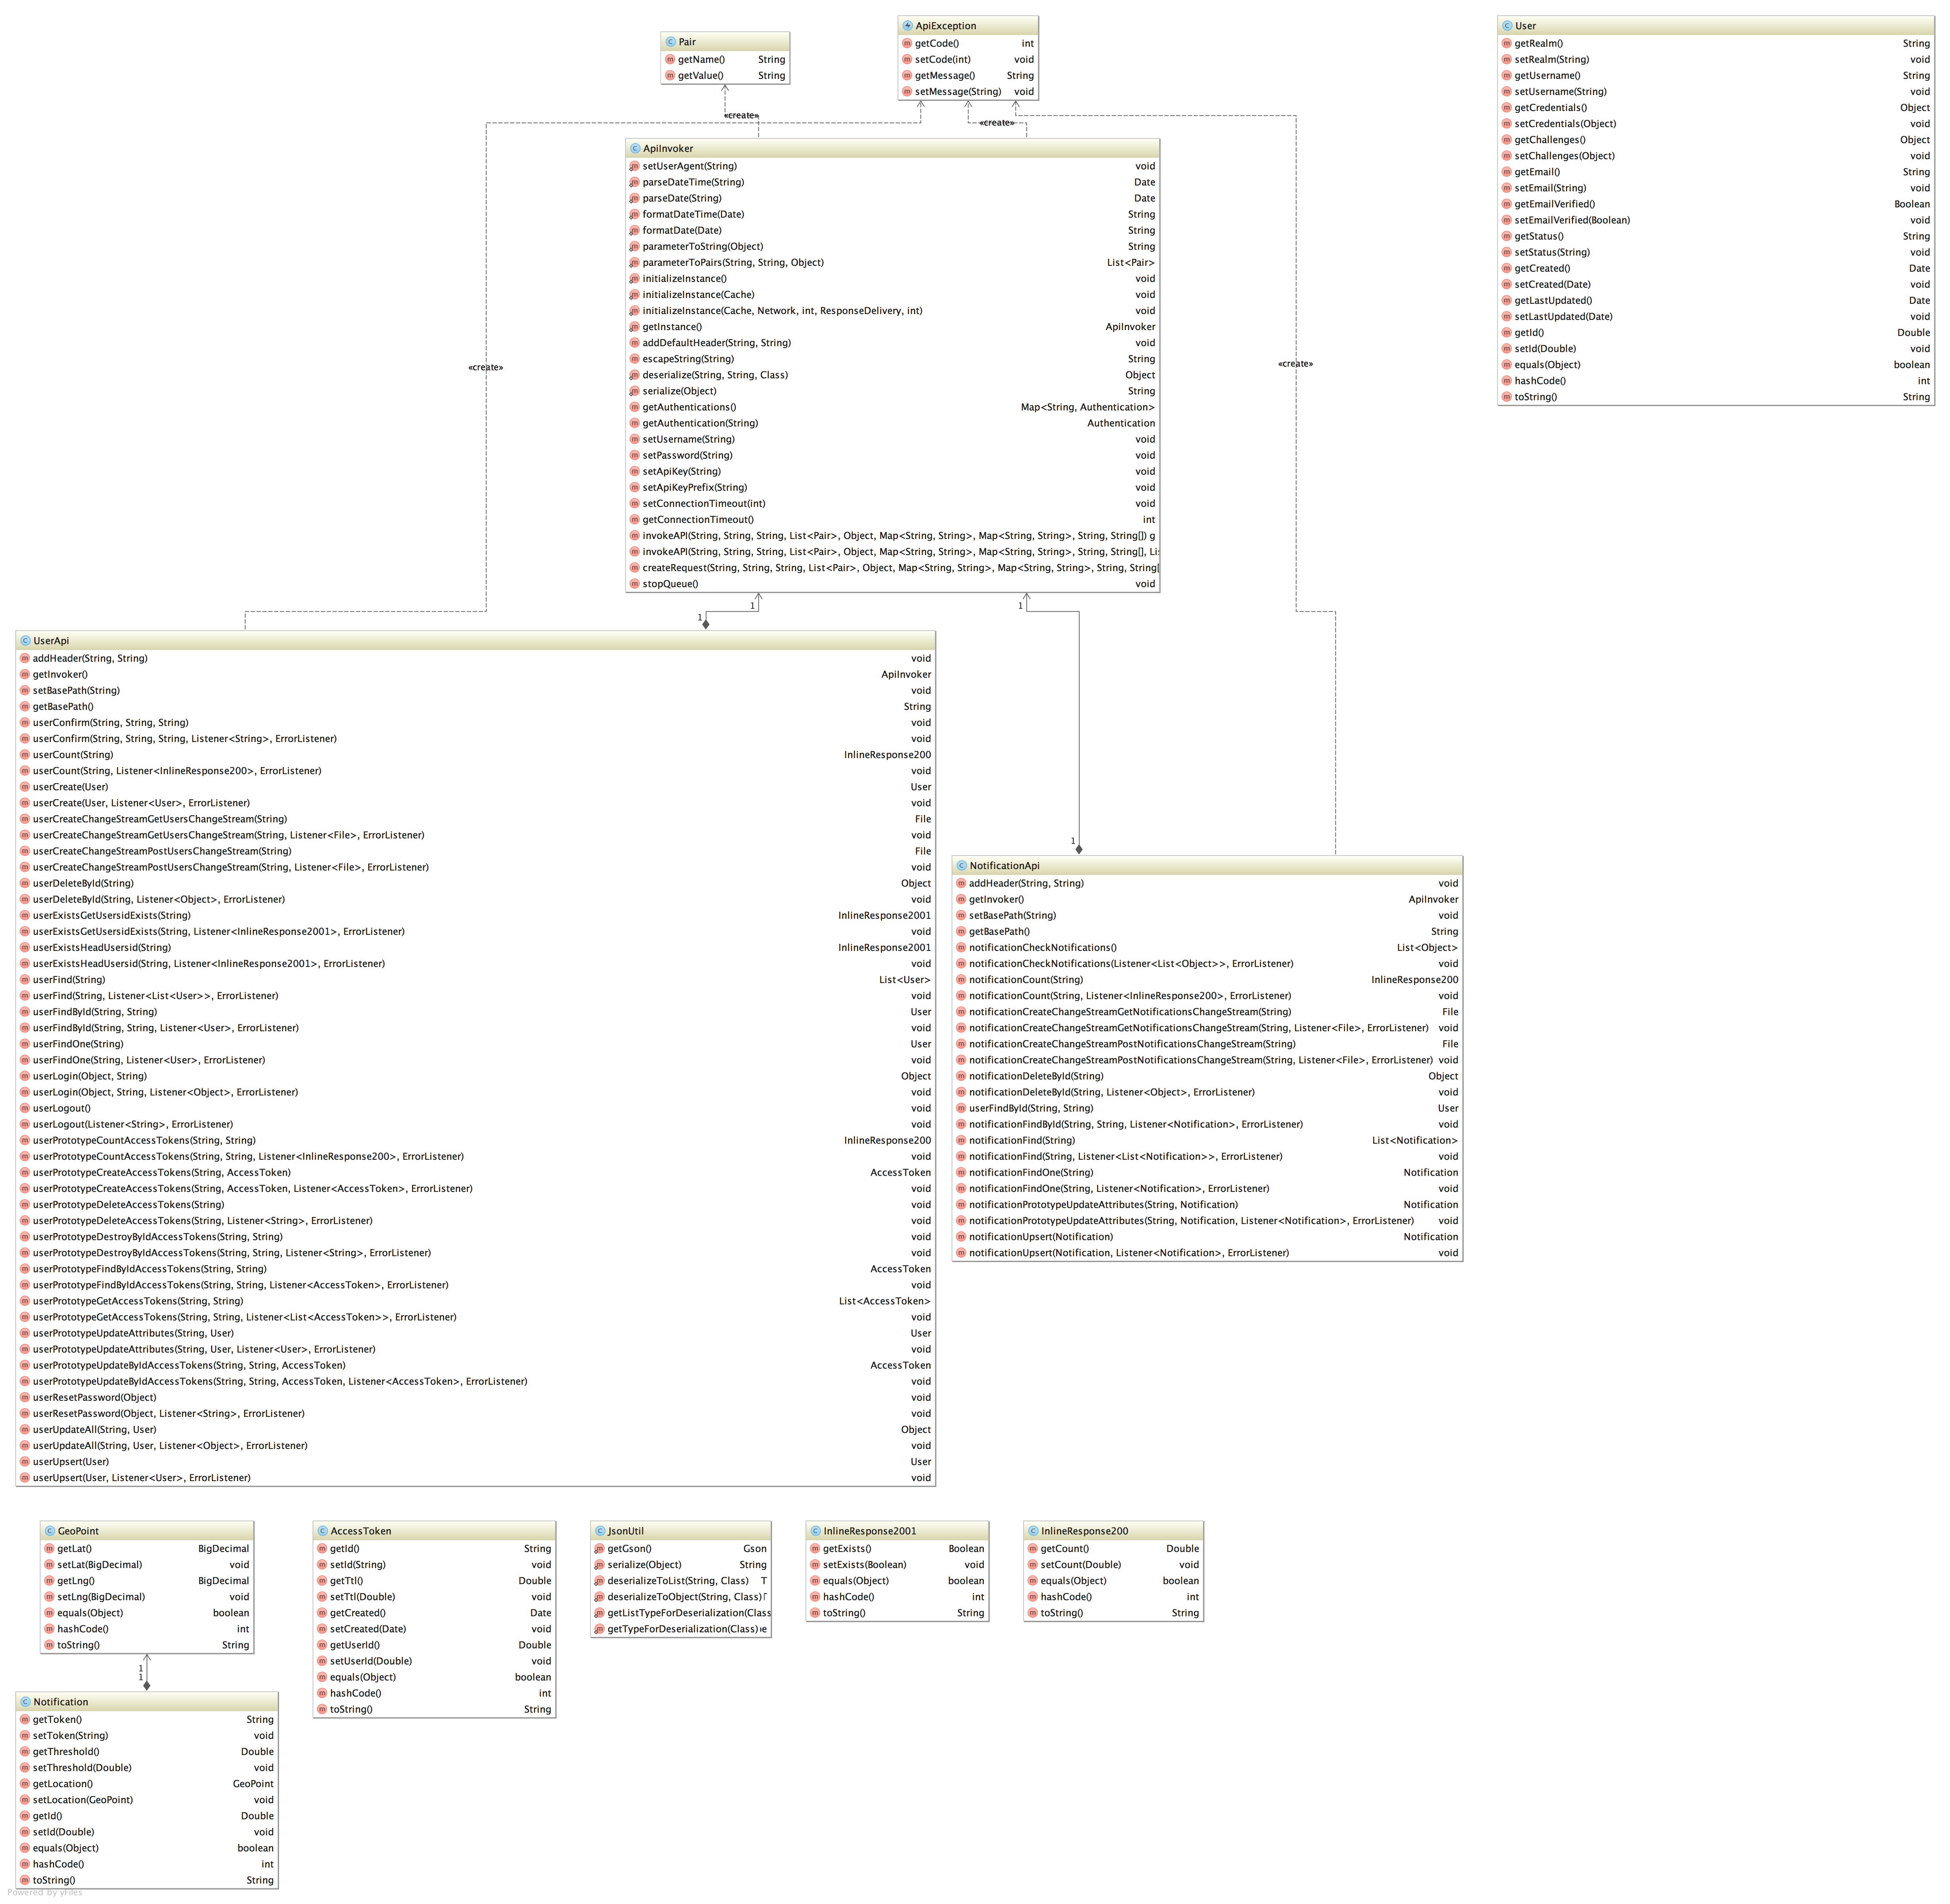 Pair
getName() String
getValue() String
ApiException
getCode() int
setCode(int) void
getMessage() String
setMessage(String) void
User
getRealm() String
setRealm(String) void
getUsername() String
setUsername(String) void
getCredentials() Object
setCredentials(Object) void
getChallenges() Object
setChallenges(Object) void
getEmail() String
setEmail(String) void
getEmailVerified() Boolean
setEmailVerified(Boolean) void
getStatus() String
setStatus(String) void
getCreated() Date
setCreated(Date) void
getLastUpdated() Date
setLastUpdated(Date) void
getId() Double
setId(Double) void
equals(Object) boolean
hashCode() int
toString() String
«create»
«create»
«create»
«create»
ApiInvoker
setUserAgent(String) void
parseDateTime(String) Date
parseDate(String) Date
formatDateTime(Date) String
formatDate(Date) String
parameterToString(Object) String
parameterToPairs(String, String, Object) List<Pair>
initializeInstance() void
initializeInstance(Cache) void
initializeInstance(Cache, Network, int, ResponseDelivery, int) void
getInstance() ApiInvoker
addDefaultHeader(String, String) void
escapeString(String) String
deserialize(String, String, Class) Object
serialize(Object) String
getAuthentications() Map<String, Authentication>
getAuthentication(String) Authentication
setUsername(String) void
setPassword(String) void
setApiKey(String) void
setApiKeyPrefix(String) void
setConnectionTimeout(int) void
getConnectionTimeout() int
invokeAPI(String, String, String, List<Pair>, Object, Map<String, String>, Map<String, String>, String, String[]) g
invokeAPI(String, String, String, List<Pair>, Object, Map<String, String>, Map<String, String>, String, String[], Li
createRequest(String, String, String, List<Pair>, Object, Map<String, String>, Map<String, String>, String, String[
stopQueue() void
1
1
1
1
UserApi
addHeader(String, String) void
getInvoker() ApiInvoker
setBasePath(String) void
getBasePath() String
userConfirm(String, String, String) void
userConfirm(String, String, String, Listener<String>, ErrorListener) void
userCount(String) InlineResponse200
userCount(String, Listener<InlineResponse200>, ErrorListener) void
userCreate(User) User
userCreate(User, Listener<User>, ErrorListener) void
userCreateChangeStreamGetUsersChangeStream(String) File
userCreateChangeStreamGetUsersChangeStream(String, Listener<File>, ErrorListener) void
userCreateChangeStreamPostUsersChangeStream(String) File
userCreateChangeStreamPostUsersChangeStream(String, Listener<File>, ErrorListener) void
userDeleteById(String) Object
userDeleteById(String, Listener<Object>, ErrorListener) void
userExistsGetUsersidExists(String) InlineResponse2001
userExistsGetUsersidExists(String, Listener<InlineResponse2001>, ErrorListener) void
userExistsHeadUsersid(String) InlineResponse2001
userExistsHeadUsersid(String, Listener<InlineResponse2001>, ErrorListener) void
userFind(String) List<User>
userFind(String, Listener<List<User>>, ErrorListener) void
userFindById(String, String) User
userFindById(String, String, Listener<User>, ErrorListener) void
userFindOne(String) User
userFindOne(String, Listener<User>, ErrorListener) void
userLogin(Object, String) Object
userLogin(Object, String, Listener<Object>, ErrorListener) void
userLogout() void
userLogout(Listener<String>, ErrorListener) void
userPrototypeCountAccessTokens(String, String) InlineResponse200
userPrototypeCountAccessTokens(String, String, Listener<InlineResponse200>, ErrorListener) void
userPrototypeCreateAccessTokens(String, AccessToken) AccessToken
userPrototypeCreateAccessTokens(String, AccessToken, Listener<AccessToken>, ErrorListener) void
userPrototypeDeleteAccessTokens(String) void
userPrototypeDeleteAccessTokens(String, Listener<String>, ErrorListener) void
userPrototypeDestroyByIdAccessTokens(String, String) void
userPrototypeDestroyByIdAccessTokens(String, String, Listener<String>, ErrorListener) void
userPrototypeFindByIdAccessTokens(String, String) AccessToken
userPrototypeFindByIdAccessTokens(String, String, Listener<AccessToken>, ErrorListener) void
userPrototypeGetAccessTokens(String, String) List<AccessToken>
userPrototypeGetAccessTokens(String, String, Listener<List<AccessToken>>, ErrorListener) void
userPrototypeUpdateAttributes(String, User) User
userPrototypeUpdateAttributes(String, User, Listener<User>, ErrorListener) void
userPrototypeUpdateByIdAccessTokens(String, String, AccessToken) AccessToken
userPrototypeUpdateByIdAccessTokens(String, String, AccessToken, Listener<AccessToken>, ErrorListener) void
userResetPassword(Object) void
userResetPassword(Object, Listener<String>, ErrorListener) void
userUpdateAll(String, User) Object
userUpdateAll(String, User, Listener<Object>, ErrorListener) void
userUpsert(User) User
userUpsert(User, Listener<User>, ErrorListener) void
NotificationApi
addHeader(String, String) void
getInvoker() ApiInvoker
setBasePath(String) void
getBasePath() String
notificationCheckNotifications() List<Object>
notificationCheckNotifications(Listener<List<Object>>, ErrorListener) void
notificationCount(String) InlineResponse200
notificationCount(String, Listener<InlineResponse200>, ErrorListener) void
notificationCreateChangeStreamGetNotificationsChangeStream(String) File
notificationCreateChangeStreamGetNotificationsChangeStream(String, Listener<File>, ErrorListener) void
notificationCreateChangeStreamPostNotificationsChangeStream(String) File
notificationCreateChangeStreamPostNotificationsChangeStream(String, Listener<File>, ErrorListener) void
notificationDeleteById(String) Object
notificationDeleteById(String, Listener<Object>, ErrorListener) void
userFindById(String, String) User
notificationFindById(String, String, Listener<Notification>, ErrorListener) void
notificationFind(String) List<Notification>
notificationFind(String, Listener<List<Notification>>, ErrorListener) void
notificationFindOne(String) Notification
notificationFindOne(String, Listener<Notification>, ErrorListener) void
notificationPrototypeUpdateAttributes(String, Notification) Notification
notificationPrototypeUpdateAttributes(String, Notification, Listener<Notification>, ErrorListener) void
notificationUpsert(Notification) Notification
notificationUpsert(Notification, Listener<Notification>, ErrorListener) void
GeoPoint
getLat() BigDecimal
setLat(BigDecimal) void
getLng() BigDecimal
setLng(BigDecimal) void
equals(Object) boolean
hashCode() int
toString() String
AccessToken
getId() String
setId(String) void
getTtl() Double
setTtl(Double) void
getCreated() Date
setCreated(Date) void
getUserId() Double
setUserId(Double) void
equals(Object) boolean
hashCode() int
toString() String
JsonUtil
getGson() Gson
serialize(Object) String
deserializeToList(String, Class) T
deserializeToObject(String, Class)
getListTypeForDeserialization(Class
getTypeForDeserialization(Class) e
InlineResponse2001
getExists() Boolean
setExists(Boolean) void
equals(Object) boolean
hashCode() int
toString() String
InlineResponse200
getCount() Double
setCount(Double) void
equals(Object) boolean
hashCode() int
toString() String
1
1
Notification
getToken() String
setToken(String) void
getThreshold() Double
setThreshold(Double) void
getLocation() GeoPoint
setLocation(GeoPoint) void
getId() Double
setId(Double) void
equals(Object) boolean
hashCode() int
toString() String
Powered by yFiles